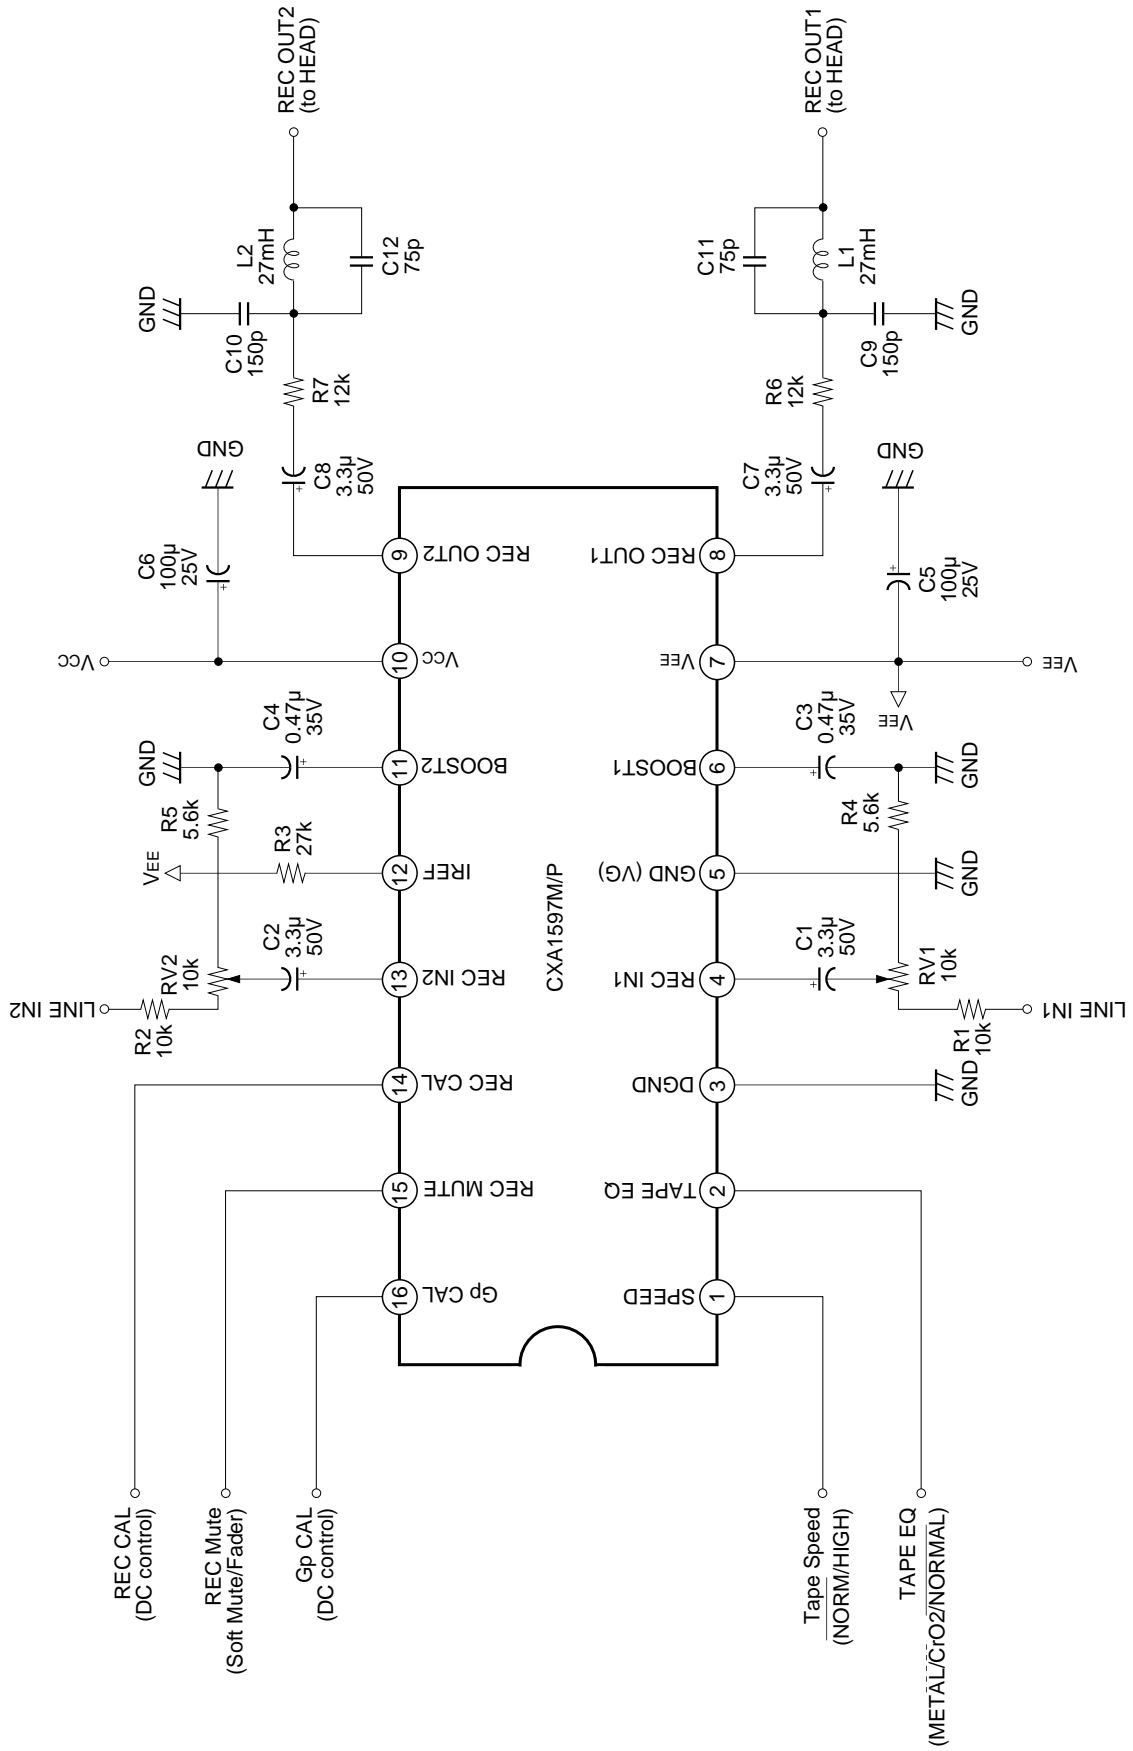 REC OUT2
(to HEAD)
REC OUT1
(to HEAD)
L2
27mH
C12
75p
GND
C10
150p
R7
12k
C11
75p
L1
27mH
GND
C9
150p
R6
12k
GND
C8
3.3µ
50V
C7
3.3µ
50V
GND
C6
100µ
25V
9
REC OUT2
REC OUT1
8
C5
100µ
25V
VCC
10
VCC
VEE
7
VEE
VEE
GND
C4
0.47µ
35V
11
BOOST2
BOOST1
6
C3
0.47µ
35V
GND
R5
5.6k
R4
5.6k
VEE
R3
27k
12
IREF
GND (VG)
5
GND
CXA1597M/P
RV2
10k
C2
3.3µ
50V
13
REC IN2
REC IN1
4
C1
3.3µ
50V
RV1
10k
LINE IN2
R2
10k
R1
10k
LINE IN1
14
REC CAL
DGND
3
GND
15
REC MUTE
TAPE EQ
2
16
Gp CAL
SPEED
1
REC CAL
(DC control)
REC Mute
(Soft Mute/Fader)
Gp CAL
(DC control)
Tape Speed
(NORM/HIGH)
TAPE EQ
(METAL/CrO2/NORMAL)